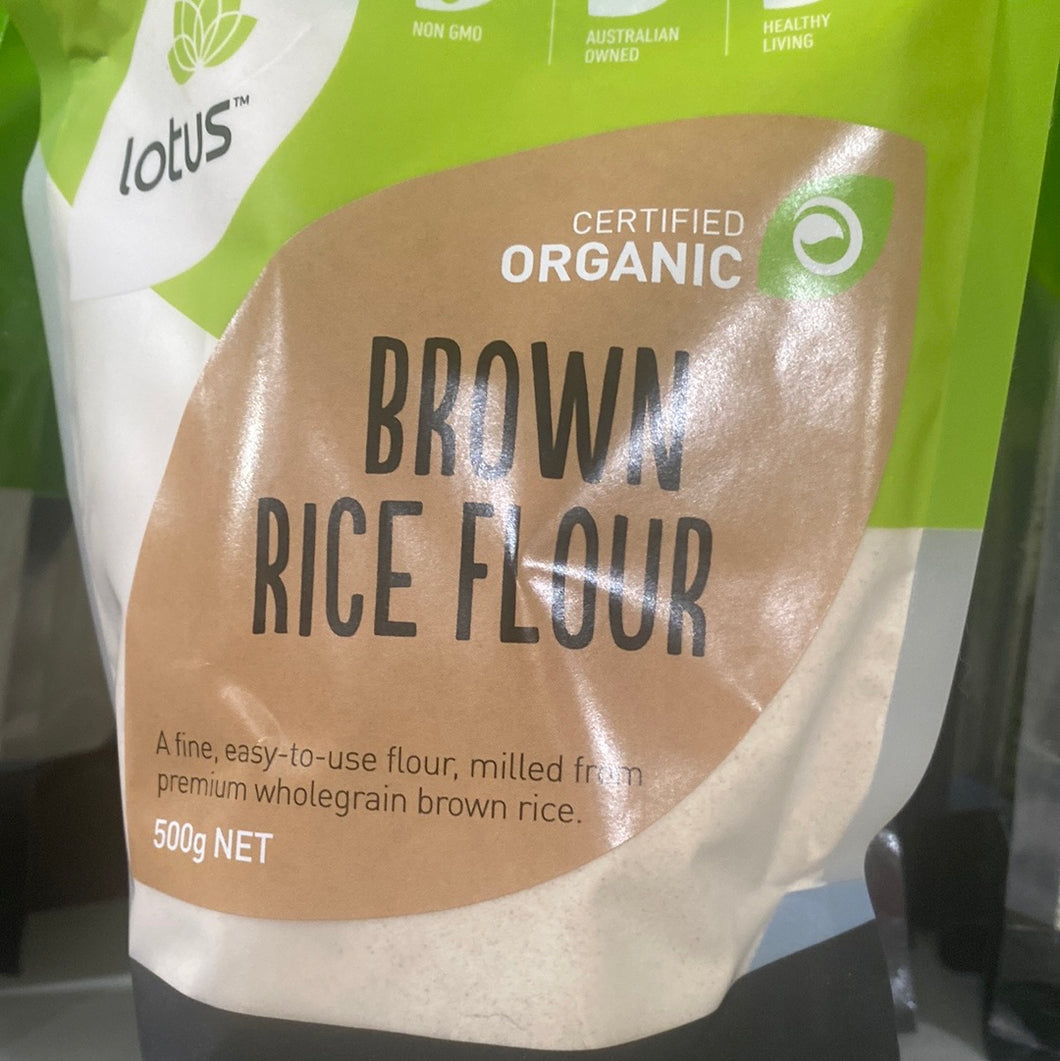 NON GMO
AUSTRALIAN
OWNED
HEALTHY
LIVING
lotus™
CERTIFIED
ORGANIC
BROWN
RICE FLOUR
A fine, easy-to-use flour, milled from
premium wholegrain brown rice.
500g NET